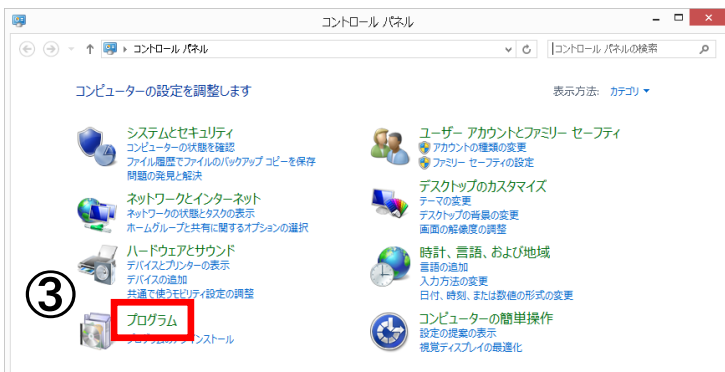 コントロール パネル
コントロール パネル
コントロール パネルの検索
コンピューターの設定を調整します
表示方法: カテゴリ
システムとセキュリティ
コンピューターの状態を確認
ファイル履歴でファイルのバックアップ コピーを保存
問題の発見と解決
ネットワークとインターネット
ネットワークの状態とタスクの表示
ホームグループと共有に関するオプションの選択
ハードウェアとサウンド
デバイスとプリンターの表示
デバイスの追加
共通で使うモビリティ設定の調整
③
プログラム
プログラムのアンインストール
ユーザー アカウントとファミリー セーフティ
アカウントの種類の変更
ファミリー セーフティの設定
デスクトップのカスタマイズ
テーマの変更
デスクトップの背景の変更
画面の解像度の調整
時計、言語、および地域
言語の追加
入力方法の変更
日付、時刻、または数値の形式の変更
コンピューターの簡単操作
設定の提案の表示
視覚ディスプレイの最適化